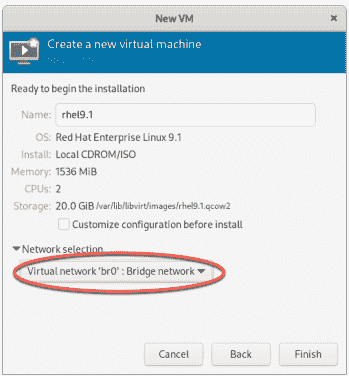 New VM
Create a new virtual machine
Ready to begin the installation
Name: rhel9.1
OS: Red Hat Enterprise Linux 9.1
Install: Local CDROM/ISO
Memory: 1536 MiB
CPUs: 2
Storage: 20.0 GiB /var/lib/libvirt/images/rhel9.1.qcow2
Customize configuration before install
Network selection
Virtual network 'br0' : Bridge network
Cancel Back Finish